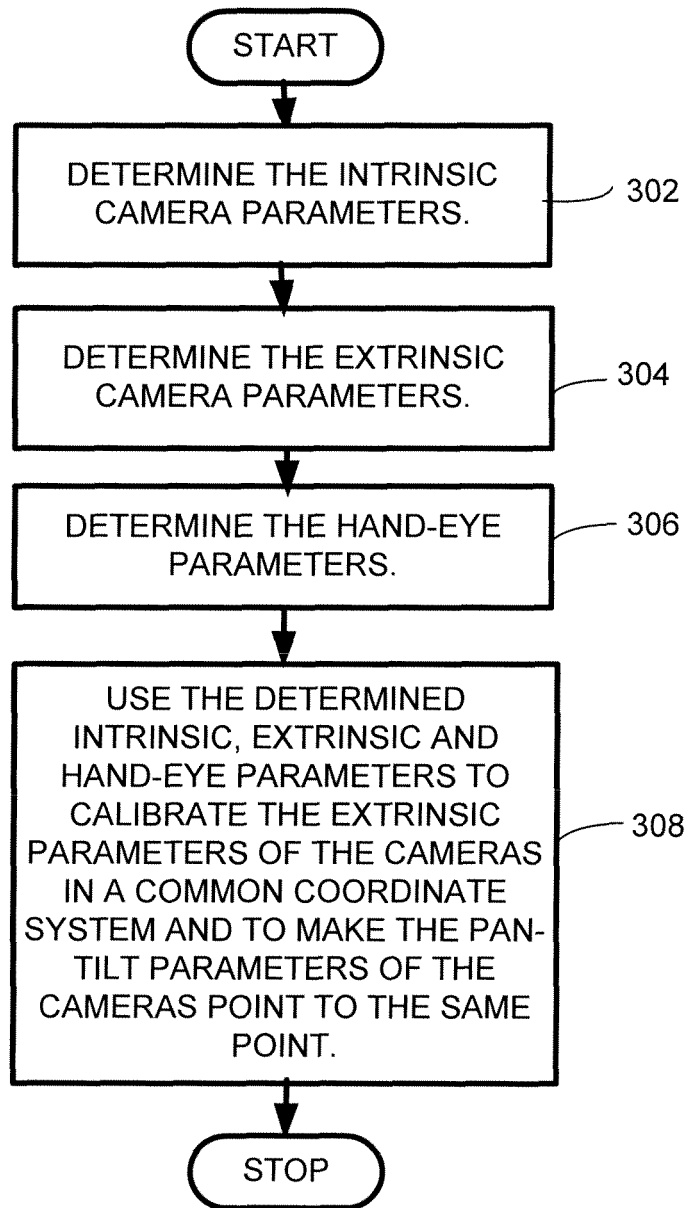 START
DETERMINE THE INTRINSIC
CAMERA PARAMETERS.
302
DETERMINE THE EXTRINSIC
CAMERA PARAMETERS.
304
DETERMINE THE HAND-EYE
PARAMETERS.
306
USE THE DETERMINED
INTRINSIC, EXTRINSIC AND
HAND-EYE PARAMETERS TO
CALIBRATE THE EXTRINSIC
PARAMETERS OF THE CAMERAS
IN A COMMON COORDINATE
SYSTEM AND TO MAKE THE PAN-
TILT PARAMETERS OF THE
CAMERAS POINT TO THE SAME
POINT.
308
STOP